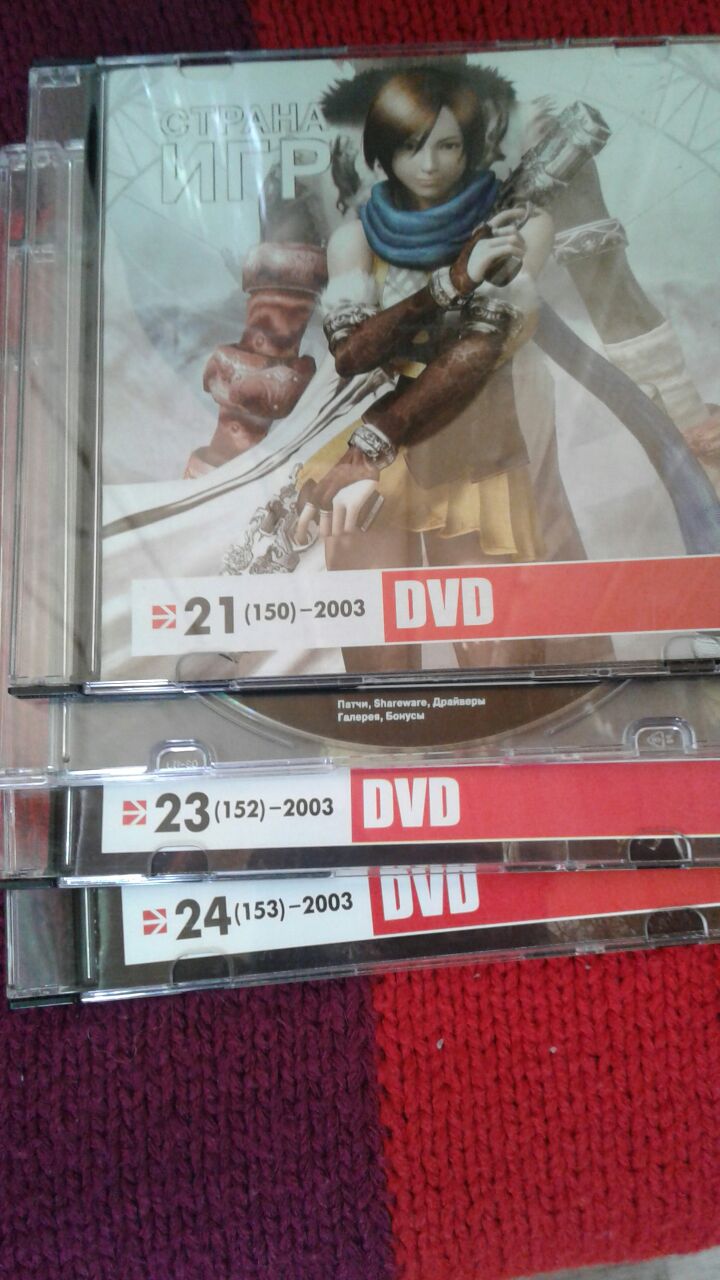 СТРАНА
ИГР
21 (150)–2003 DVD
Патчи, Shareware, Драйверы
Галерея, Бонусы
23 (152)–2003 DVD
24 (153)–2003 DVD